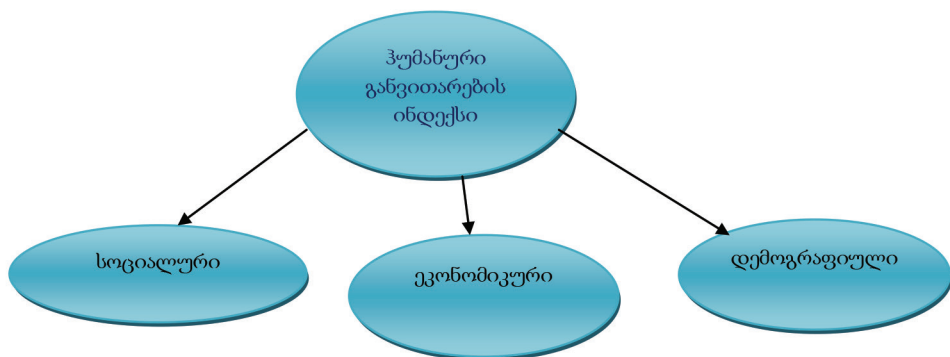 ჰუმანური
განვითარების
ინდექსი
სოციალური
ეკონომიკური
დემოგრაფიული